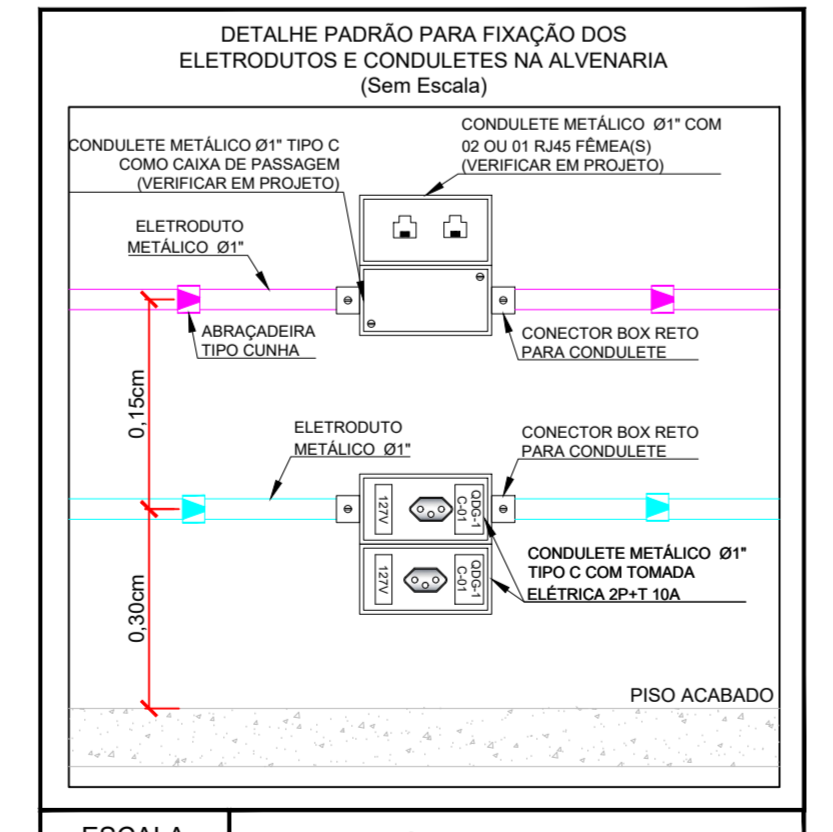 DETALHE PADRÃO PARA FIXAÇÃO DOS
ELETRODUTOS E CONDULETES NA ALVENARIA
(Sem Escala)
CONDULETE METÁLICO Ø1" TIPO C
COMO CAIXA DE PASSAGEM
(VERIFICAR EM PROJETO)
CONDULETE METÁLICO Ø1" COM
02 OU 01 RJ45 FÊMEA(S)
(VERIFICAR EM PROJETO)
ELETRODUTO
METÁLICO Ø1"
ABRAÇADEIRA
TIPO CUNHA
CONECTOR BOX RETO
PARA CONDULETE
0,15cm
ELETRODUTO
METÁLICO Ø1"
CONECTOR BOX RETO
PARA CONDULETE
127V
QDG-1
C-01
127V
QDG-1
C-01
CONDULETE METÁLICO Ø1"
TIPO C COM TOMADA
ELÉTRICA 2P+T 10A
0,30cm
PISO ACABADO
ESCALA